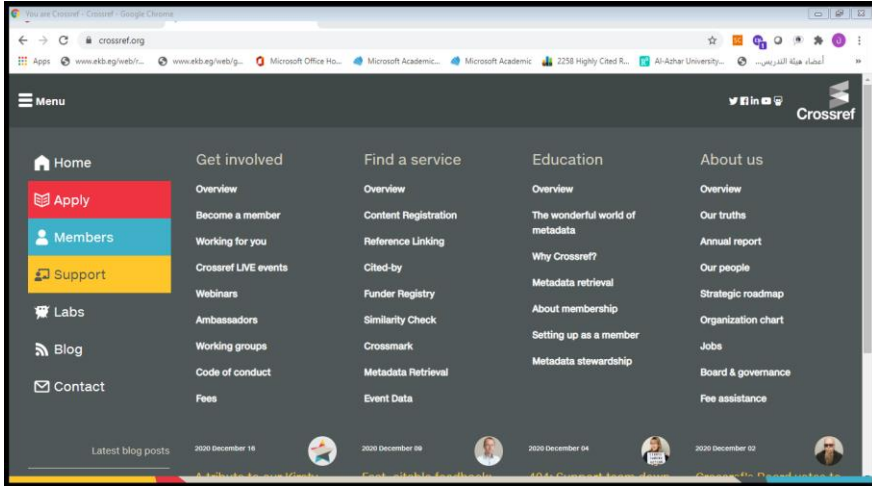 You are Crossref - Crossref - Google Chrome
crossref.org
Apps
www.ekb.eg/web/r...
www.ekb.eg/web/g...
Microsoft Office Ho...
Microsoft Academic...
Microsoft Academic
2258 Highly Cited R...
Al-Azhar University...
أعضاء هيئة التدريس...
Menu
Crossref
Home
Apply
Members
Support
Labs
Blog
Contact
Get involved
Overview
Become a member
Working for you
Crossref LIVE events
Webinars
Ambassadors
Working groups
Code of conduct
Fees
Find a service
Overview
Content Registration
Reference Linking
Cited-by
Funder Registry
Similarity Check
Crossmark
Metadata Retrieval
Event Data
Education
Overview
The wonderful world of
metadata
Why Crossref?
Metadata retrieval
About membership
Setting up as a member
Metadata stewardship
About us
Overview
Our truths
Annual report
Our people
Strategic roadmap
Organization chart
Jobs
Board & governance
Fee assistance
Latest blog posts
2020 December 16
2020 December 09
2020 December 04
2020 December 02